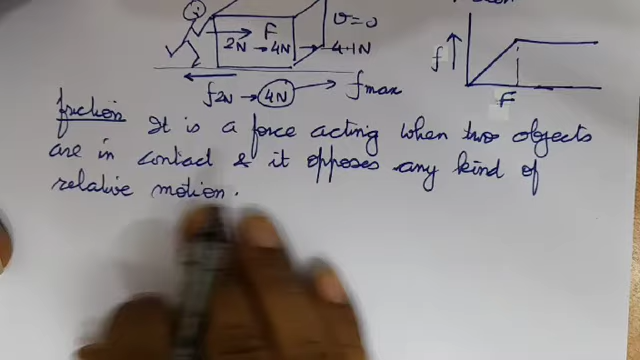 v=0
F
2N → 4N → 4.1N
f 2N → 4N → fmax
f
F
friction It is a force acting when two objects
are in contact & it opposes any kind of
relative motion.